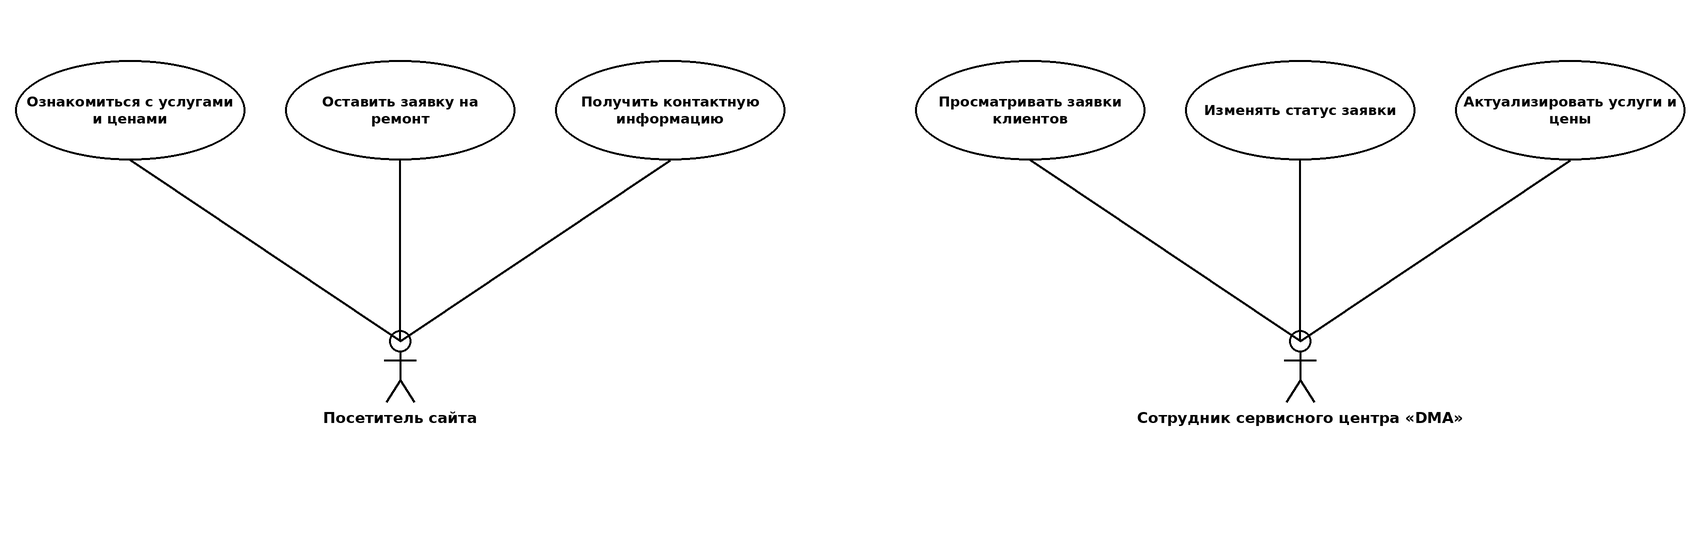 Ознакомиться с услугами
и ценами
Оставить заявку на
ремонт
Получить контактную
информацию
Просматривать заявки
клиентов
Изменять статус заявки
Актуализировать услуги и
цены
Посетитель сайта
Сотрудник сервисного центра «DMA»